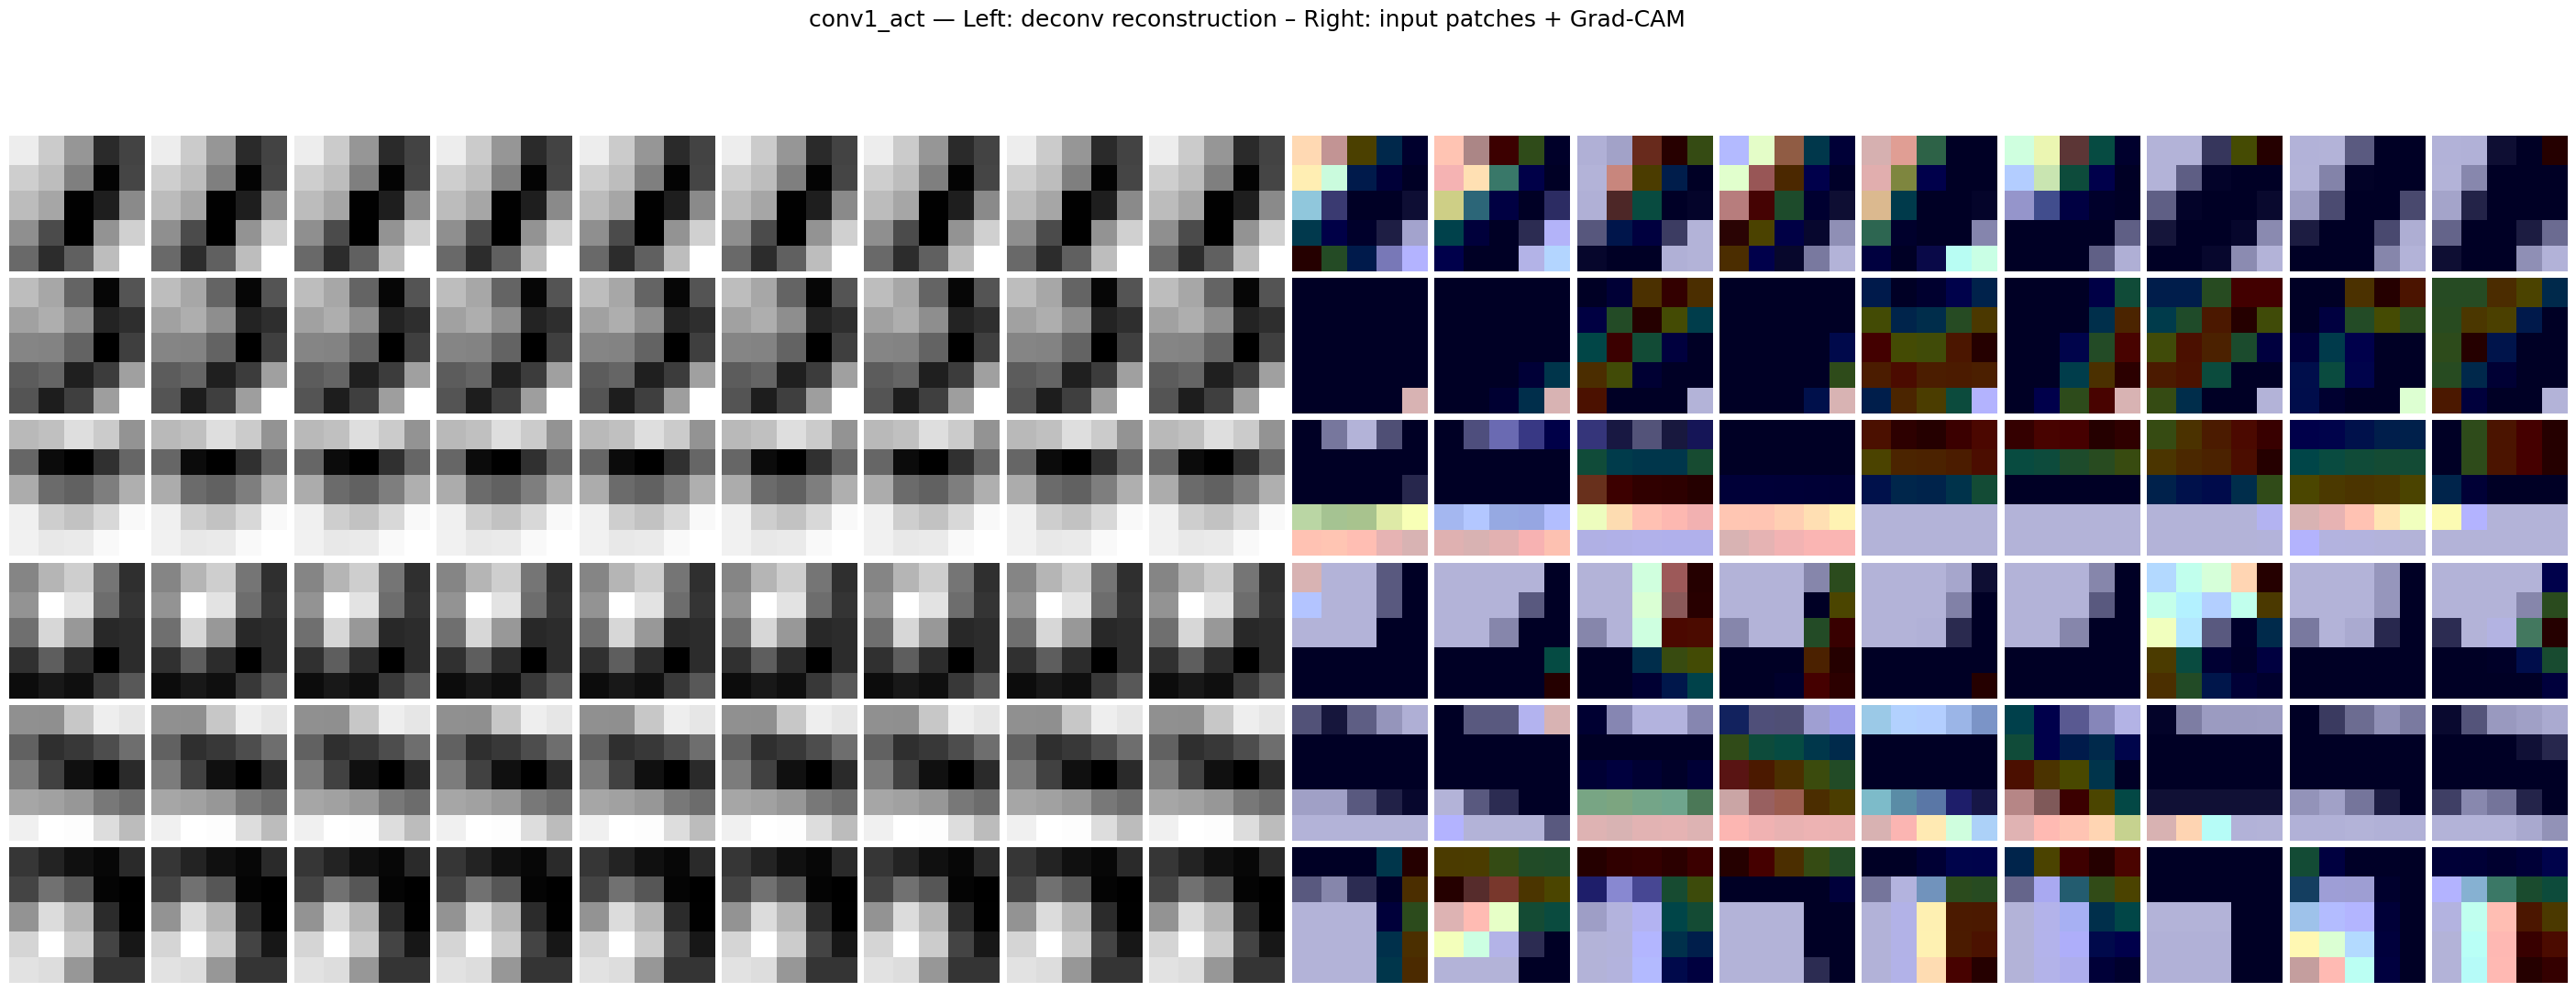 conv1_act — Left: deconv reconstruction – Right: input patches + Grad-CAM